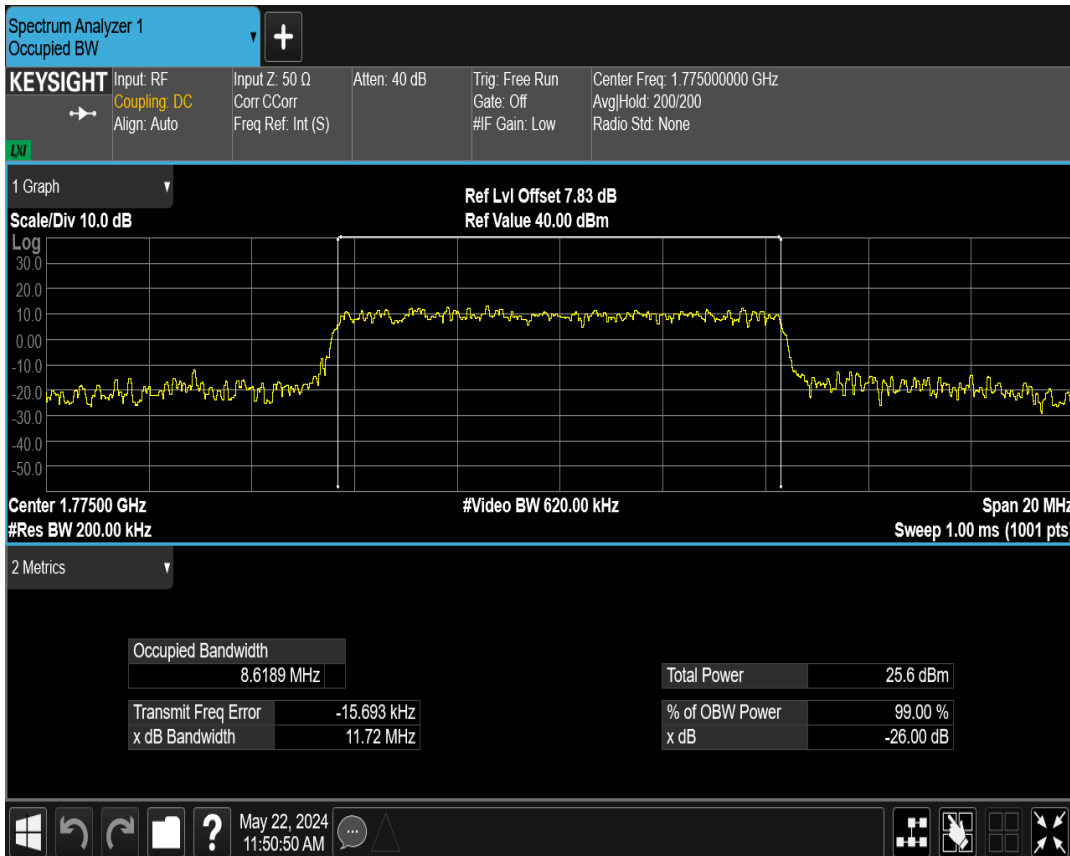 Spectrum Analyzer 1
Occupied BW
+
KEYSIGHT
LXI
Input: RF
Coupling: DC
Align: Auto
Input Z: 50 Ω
Corr CCorr
Freq Ref: Int (S)
Atten: 40 dB
Trig: Free Run
Gate: Off
#IF Gain: Low
Center Freq: 1.775000000 GHz
Avg|Hold: 200/200
Radio Std: None
1 Graph
Scale/Div 10.0 dB
Ref Lvl Offset 7.83 dB
Ref Value 40.00 dBm
Log
30.0
20.0
10.0
0.00
-10.0
-20.0
-30.0
-40.0
-50.0
Center 1.77500 GHz
#Res BW 200.00 kHz
#Video BW 620.00 kHz
Span 20 MHz
Sweep 1.00 ms (1001 pts)
2 Metrics
Occupied Bandwidth
8.6189 MHz
Transmit Freq Error -15.693 kHz
x dB Bandwidth 11.72 MHz
Total Power 25.6 dBm
% of OBW Power 99.00 %
x dB -26.00 dB
?
May 22, 2024
11:50:50 AM